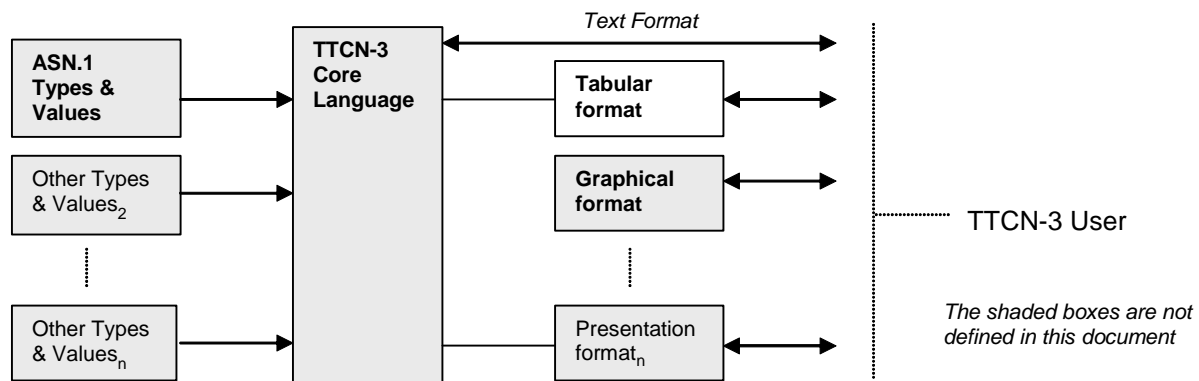 Text Format
ASN.1
Types &
Values
TTCN-3
Core
Language
Tabular
format
Other Types
& Values2
Graphical
format
TTCN-3 User
Other Types
& Valuesn
Presentation
formatn
The shaded boxes are not
defined in this document